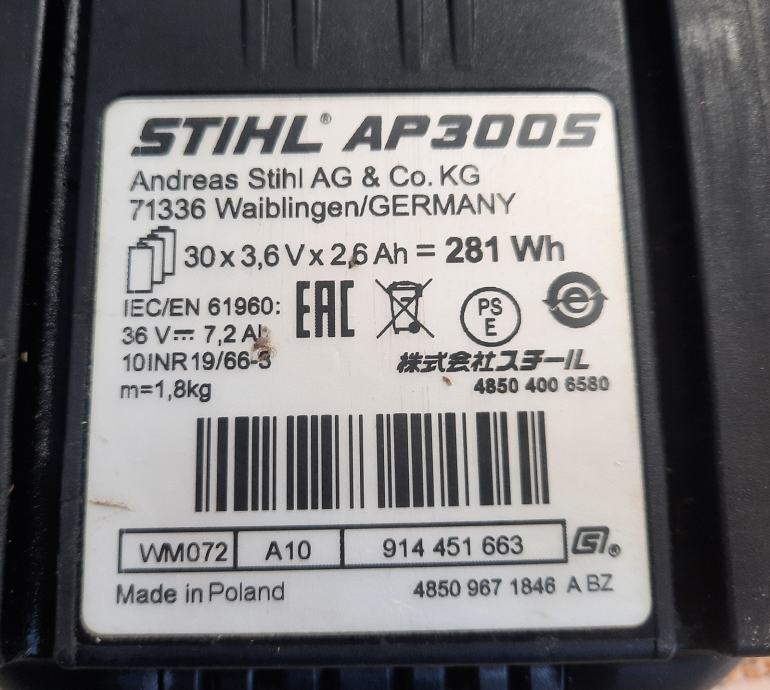 STIHL® AP300S
Andreas Stihl AG & Co. KG
71336 Waiblingen/GERMANY
30 x 3,6 V x 2,6 Ah = 281 Wh
IEC/EN 61960:
EAC
PS
E
e
36 V⎓ 7,2 Ah
10INR19/66-3
株式会社スチール
m=1,8kg
4850 400 6580
WM072 A10 914 451 663
Made in Poland
4850 967 1846 A BZ